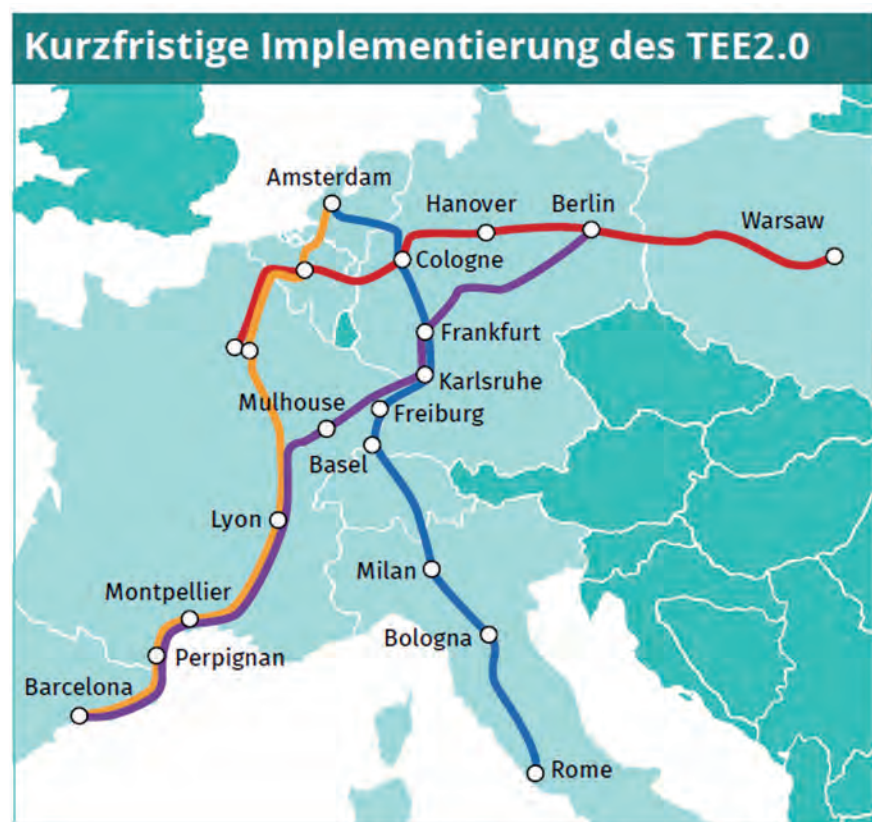 Kurzfristige Implementierung des TEE2.0
Amsterdam
Hanover
Berlin
Warsaw
Cologne
Frankfurt
Karlsruhe
Mulhouse
Freiburg
Basel
Lyon
Milan
Montpellier
Bologna
Perpignan
Barcelona
Rome